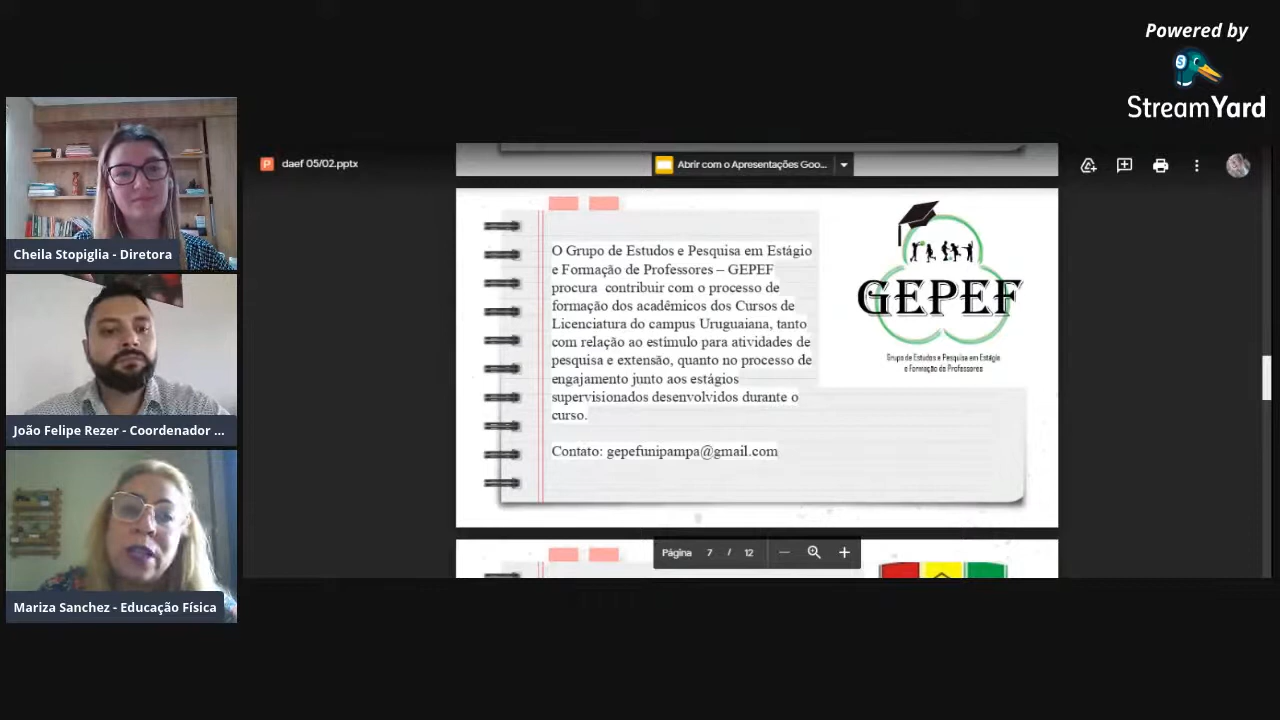 Powered by
StreamYard
Cheila Stopiglia - Diretora
João Felipe Rezer - Coordenador ...
Mariza Sanchez - Educação Física
P
daef 05/02.pptx
Abrir com o Apresentações Goo...
O Grupo de Estudos e Pesquisa em Estágio
e Formação de Professores – GEPEF
procura contribuir com o processo de
formação dos acadêmicos dos Cursos de
Licenciatura do campus Uruguaiana, tanto
com relação ao estímulo para atividades de
pesquisa e extensão, quanto no processo de
engajamento junto aos estágios
supervisionados desenvolvidos durante o
curso.
Contato: gepefunipampa@gmail.com
GEPEF
Grupo de Estudos e Pesquisa em Estágio
e Formação de Professores
Página 7 / 12